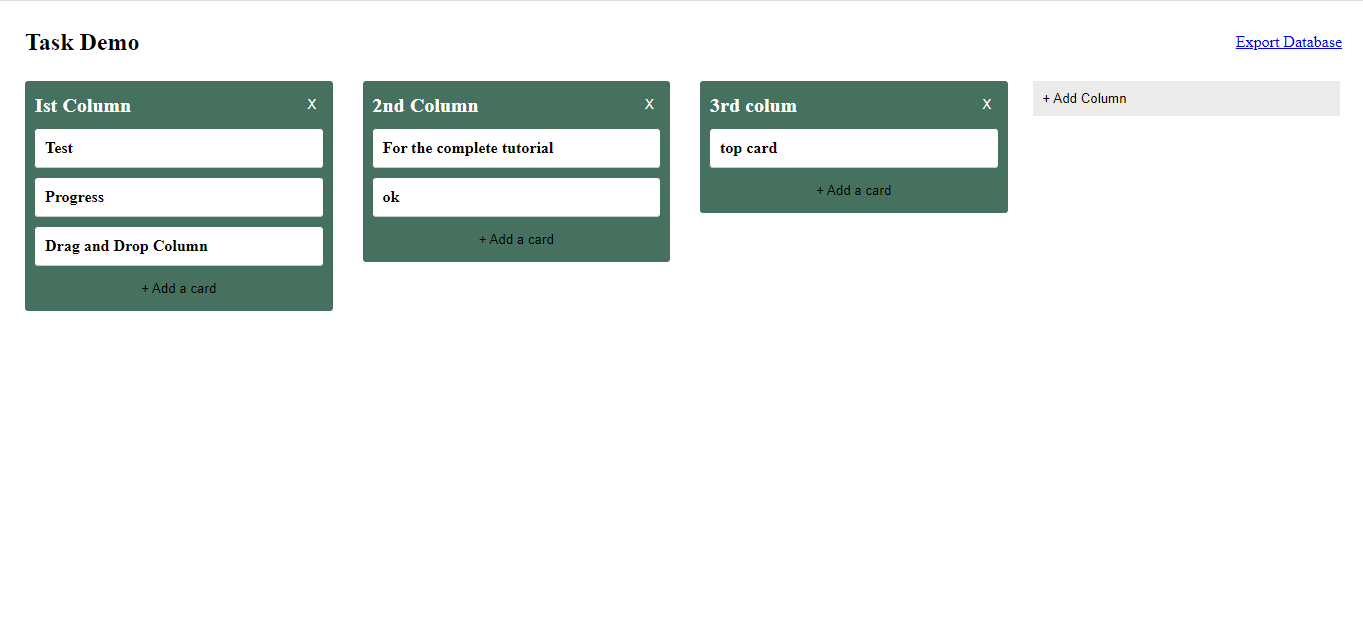 Task Demo
Export Database
Ist Column X
Test
Progress
Drag and Drop Column
+ Add a card
2nd Column X
For the complete tutorial
ok
+ Add a card
3rd colum X
top card
+ Add a card
+ Add Column